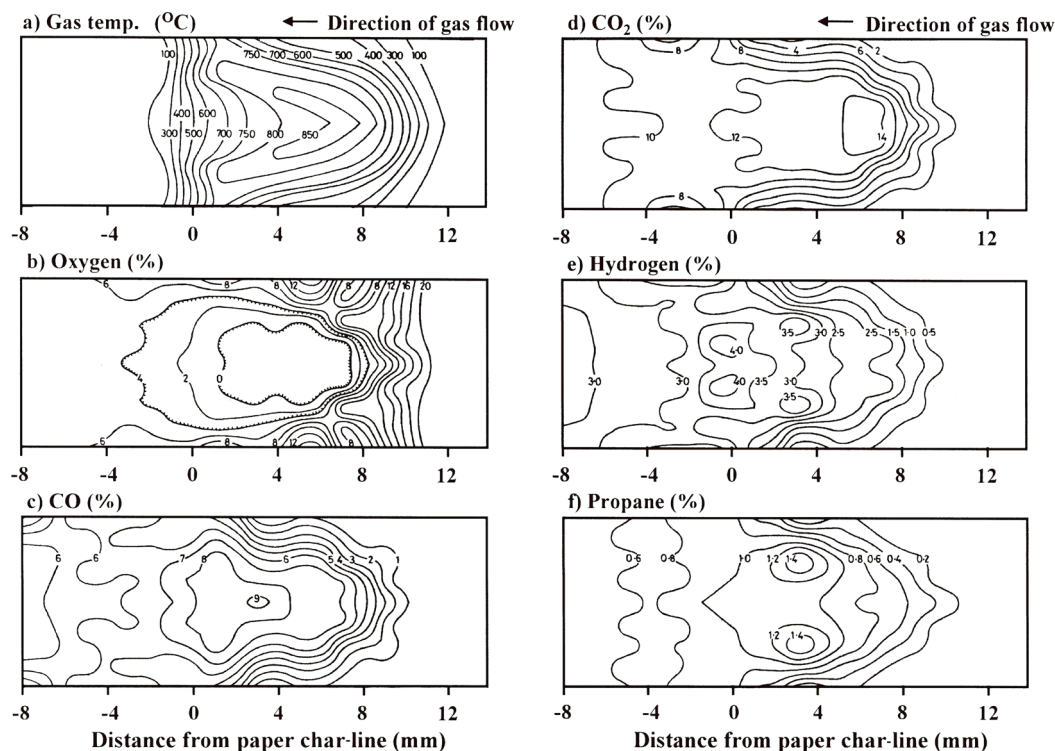 a) Gas temp. (°C)
Direction of gas flow
100 750 700 600 500 400 300 100
400 600
300 500 700 750 800 850
-8 -4 0 4 8 12
b) Oxygen (%)
6 8 8 12 8 12 16 20
4 2 0
6 8 8 12 8
-8 -4 0 4 8 12
c) CO (%)
6 6 7 8 6 5 4 3 2 1
9
-8 -4 0 4 8 12
Distance from paper char-line (mm)
d) CO₂ (%)
Direction of gas flow
8 8 4 6 2
10 12 14
8
-8 -4 0 4 8 12
e) Hydrogen (%)
3·5 3·0 2·5 2·5 1·5 1·0 0·5
4·0
3·0 3·0 4·0 3·5 3·0
3·5
-8 -4 0 4 8 12
f) Propane (%)
0·6 0·8 1·0 1·2 1·4 0·8 0·6 0·4 0·2
1·2 1·4
-8 -4 0 4 8 12
Distance from paper char-line (mm)